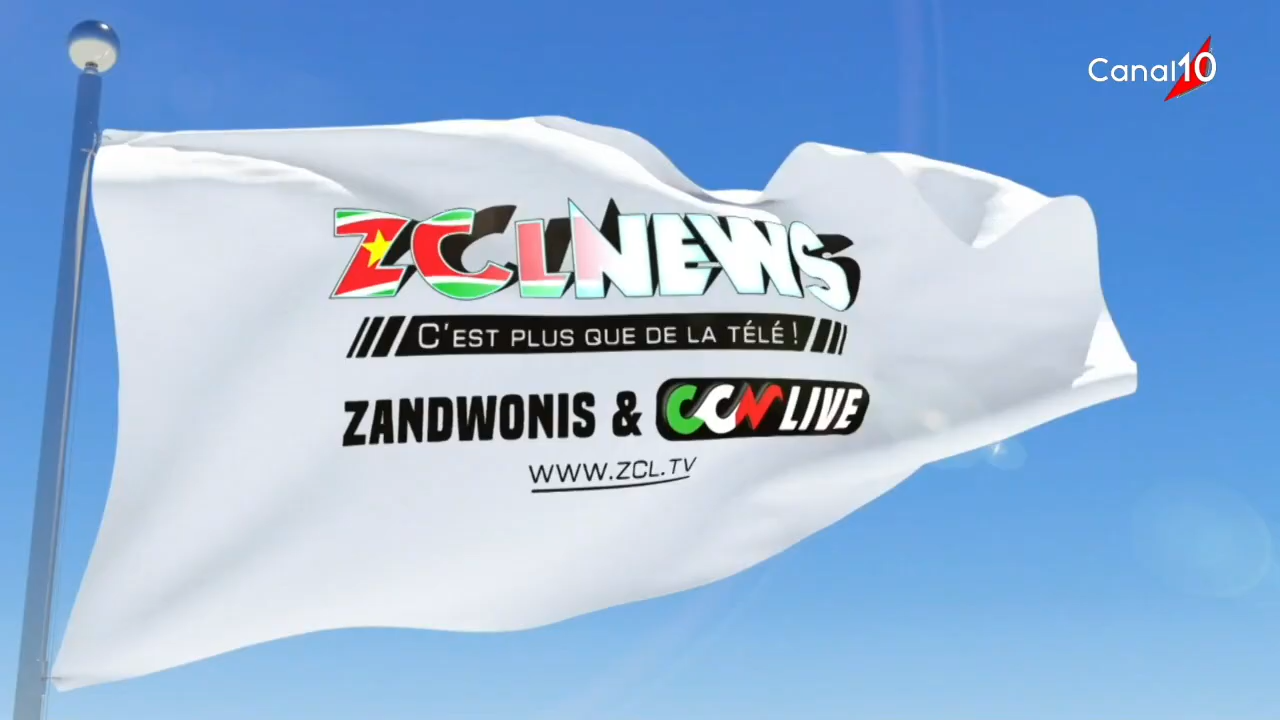 Canal10
ZCLNEWS
C'EST PLUS QUE DE LA TÉLÉ !
ZANDWONIS & CCN LIVE
WWW.ZCL.TV